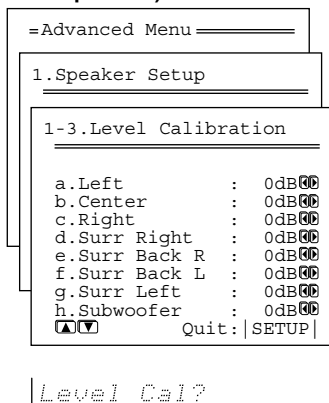 =Advanced Menu
1.Speaker Setup
1-3.Level Calibration
a.Left : 0dB
b.Center : 0dB
c.Right : 0dB
d.Surr Right : 0dB
e.Surr Back R : 0dB
f.Surr Back L : 0dB
g.Surr Left : 0dB
h.Subwoofer : 0dB
Quit:|SETUP|
Level Cal?